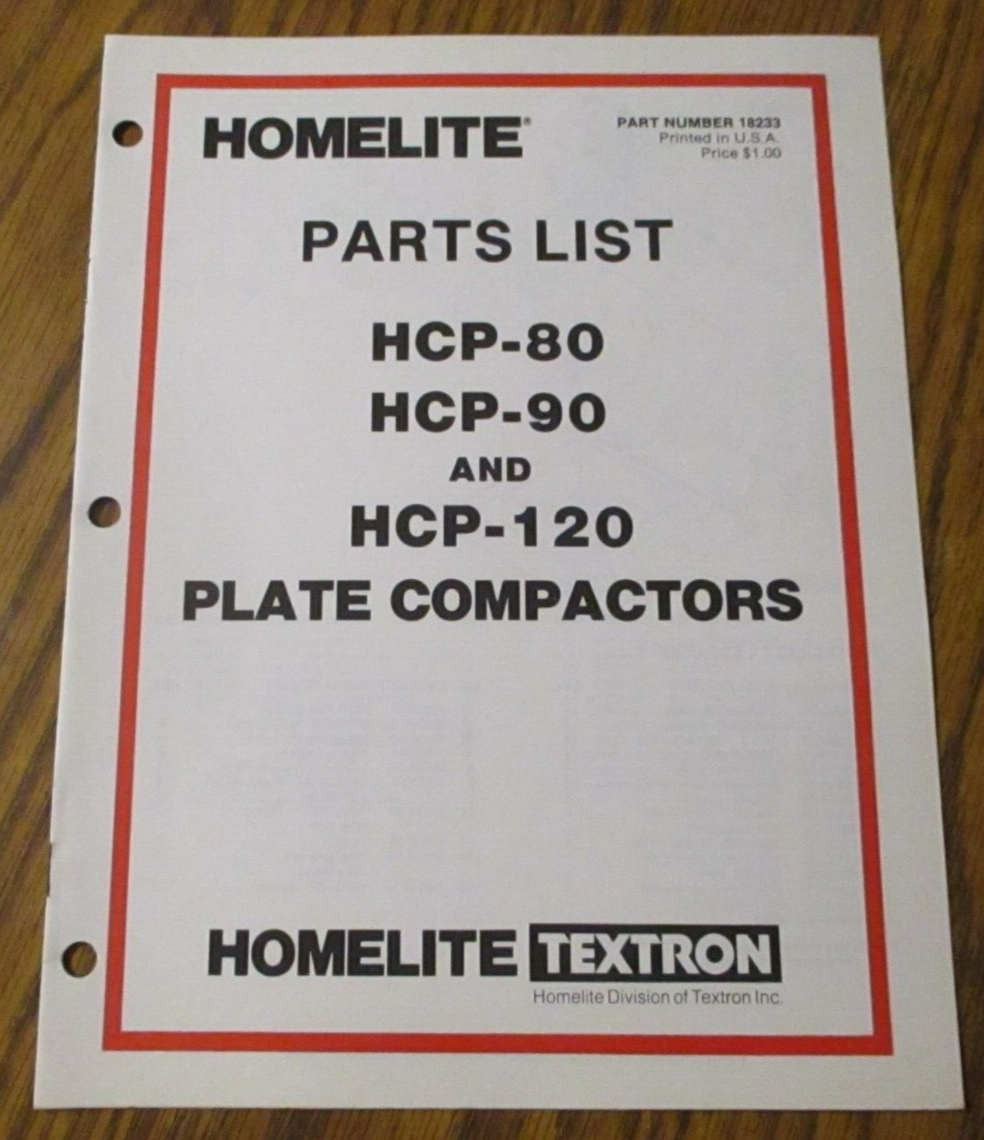 HOMELITE®
PART NUMBER 18233
Printed in U.S.A.
Price $1.00
PARTS LIST
HCP-80
HCP-90
AND
HCP-120
PLATE COMPACTORS
HOMELITE TEXTRON
Homelite Division of Textron Inc.